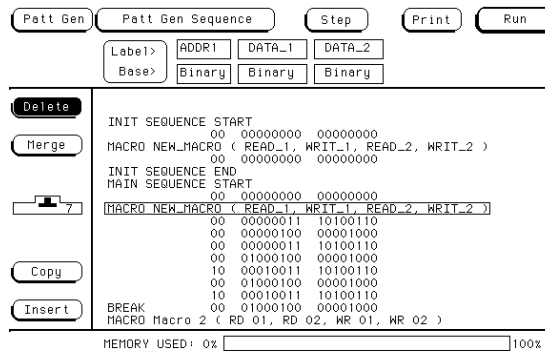 Patt Gen Patt Gen Sequence Step Print Run
Label> ADDR1 DATA_1 DATA_2
Base> Binary Binary Binary
Delete
INIT SEQUENCE START
00 00000000 00000000
Merge MACRO NEW_MACRO ( READ_1, WRIT_1, READ_2, WRIT_2 )
00 00000000 00000000
INIT SEQUENCE END
MAIN SEQUENCE START
00 00000000 00000000
7 MACRO NEW_MACRO ( READ_1, WRIT_1, READ_2, WRIT_2 )
00 00000011 10100110
00 00000100 00001000
00 00000011 10100110
00 01000100 00001000
Copy 10 00010011 10100110
00 01000100 00001000
10 00010011 10100110
Insert BREAK 00 01000100 00001000
MACRO Macro 2 ( RD 01, RD 02, WR 01, WR 02 )
MEMORY USED: 0% 100%